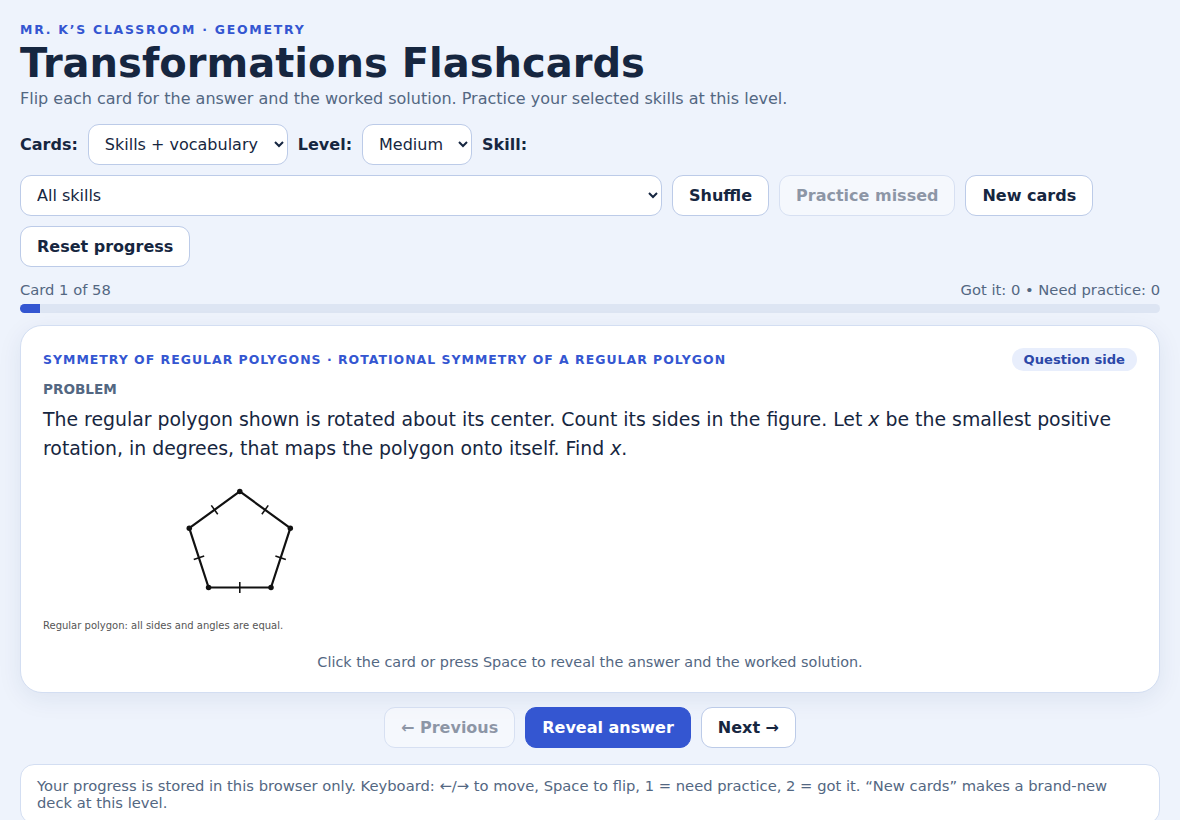 MR. K’S CLASSROOM · GEOMETRY
Transformations Flashcards
Flip each card for the answer and the worked solution. Practice your selected skills at this level.
Cards: Skills + vocabulary Level: Medium Skill:
All skills Shuffle Practice missed New cards
Reset progress
Card 1 of 58 Got it: 0 • Need practice: 0
SYMMETRY OF REGULAR POLYGONS · ROTATIONAL SYMMETRY OF A REGULAR POLYGON Question side
PROBLEM
The regular polygon shown is rotated about its center. Count its sides in the figure. Let x be the smallest positive
rotation, in degrees, that maps the polygon onto itself. Find x.
Regular polygon: all sides and angles are equal.
Click the card or press Space to reveal the answer and the worked solution.
← Previous Reveal answer Next →
Your progress is stored in this browser only. Keyboard: ←/→ to move, Space to flip, 1 = need practice, 2 = got it. “New cards” makes a brand-new
deck at this level.